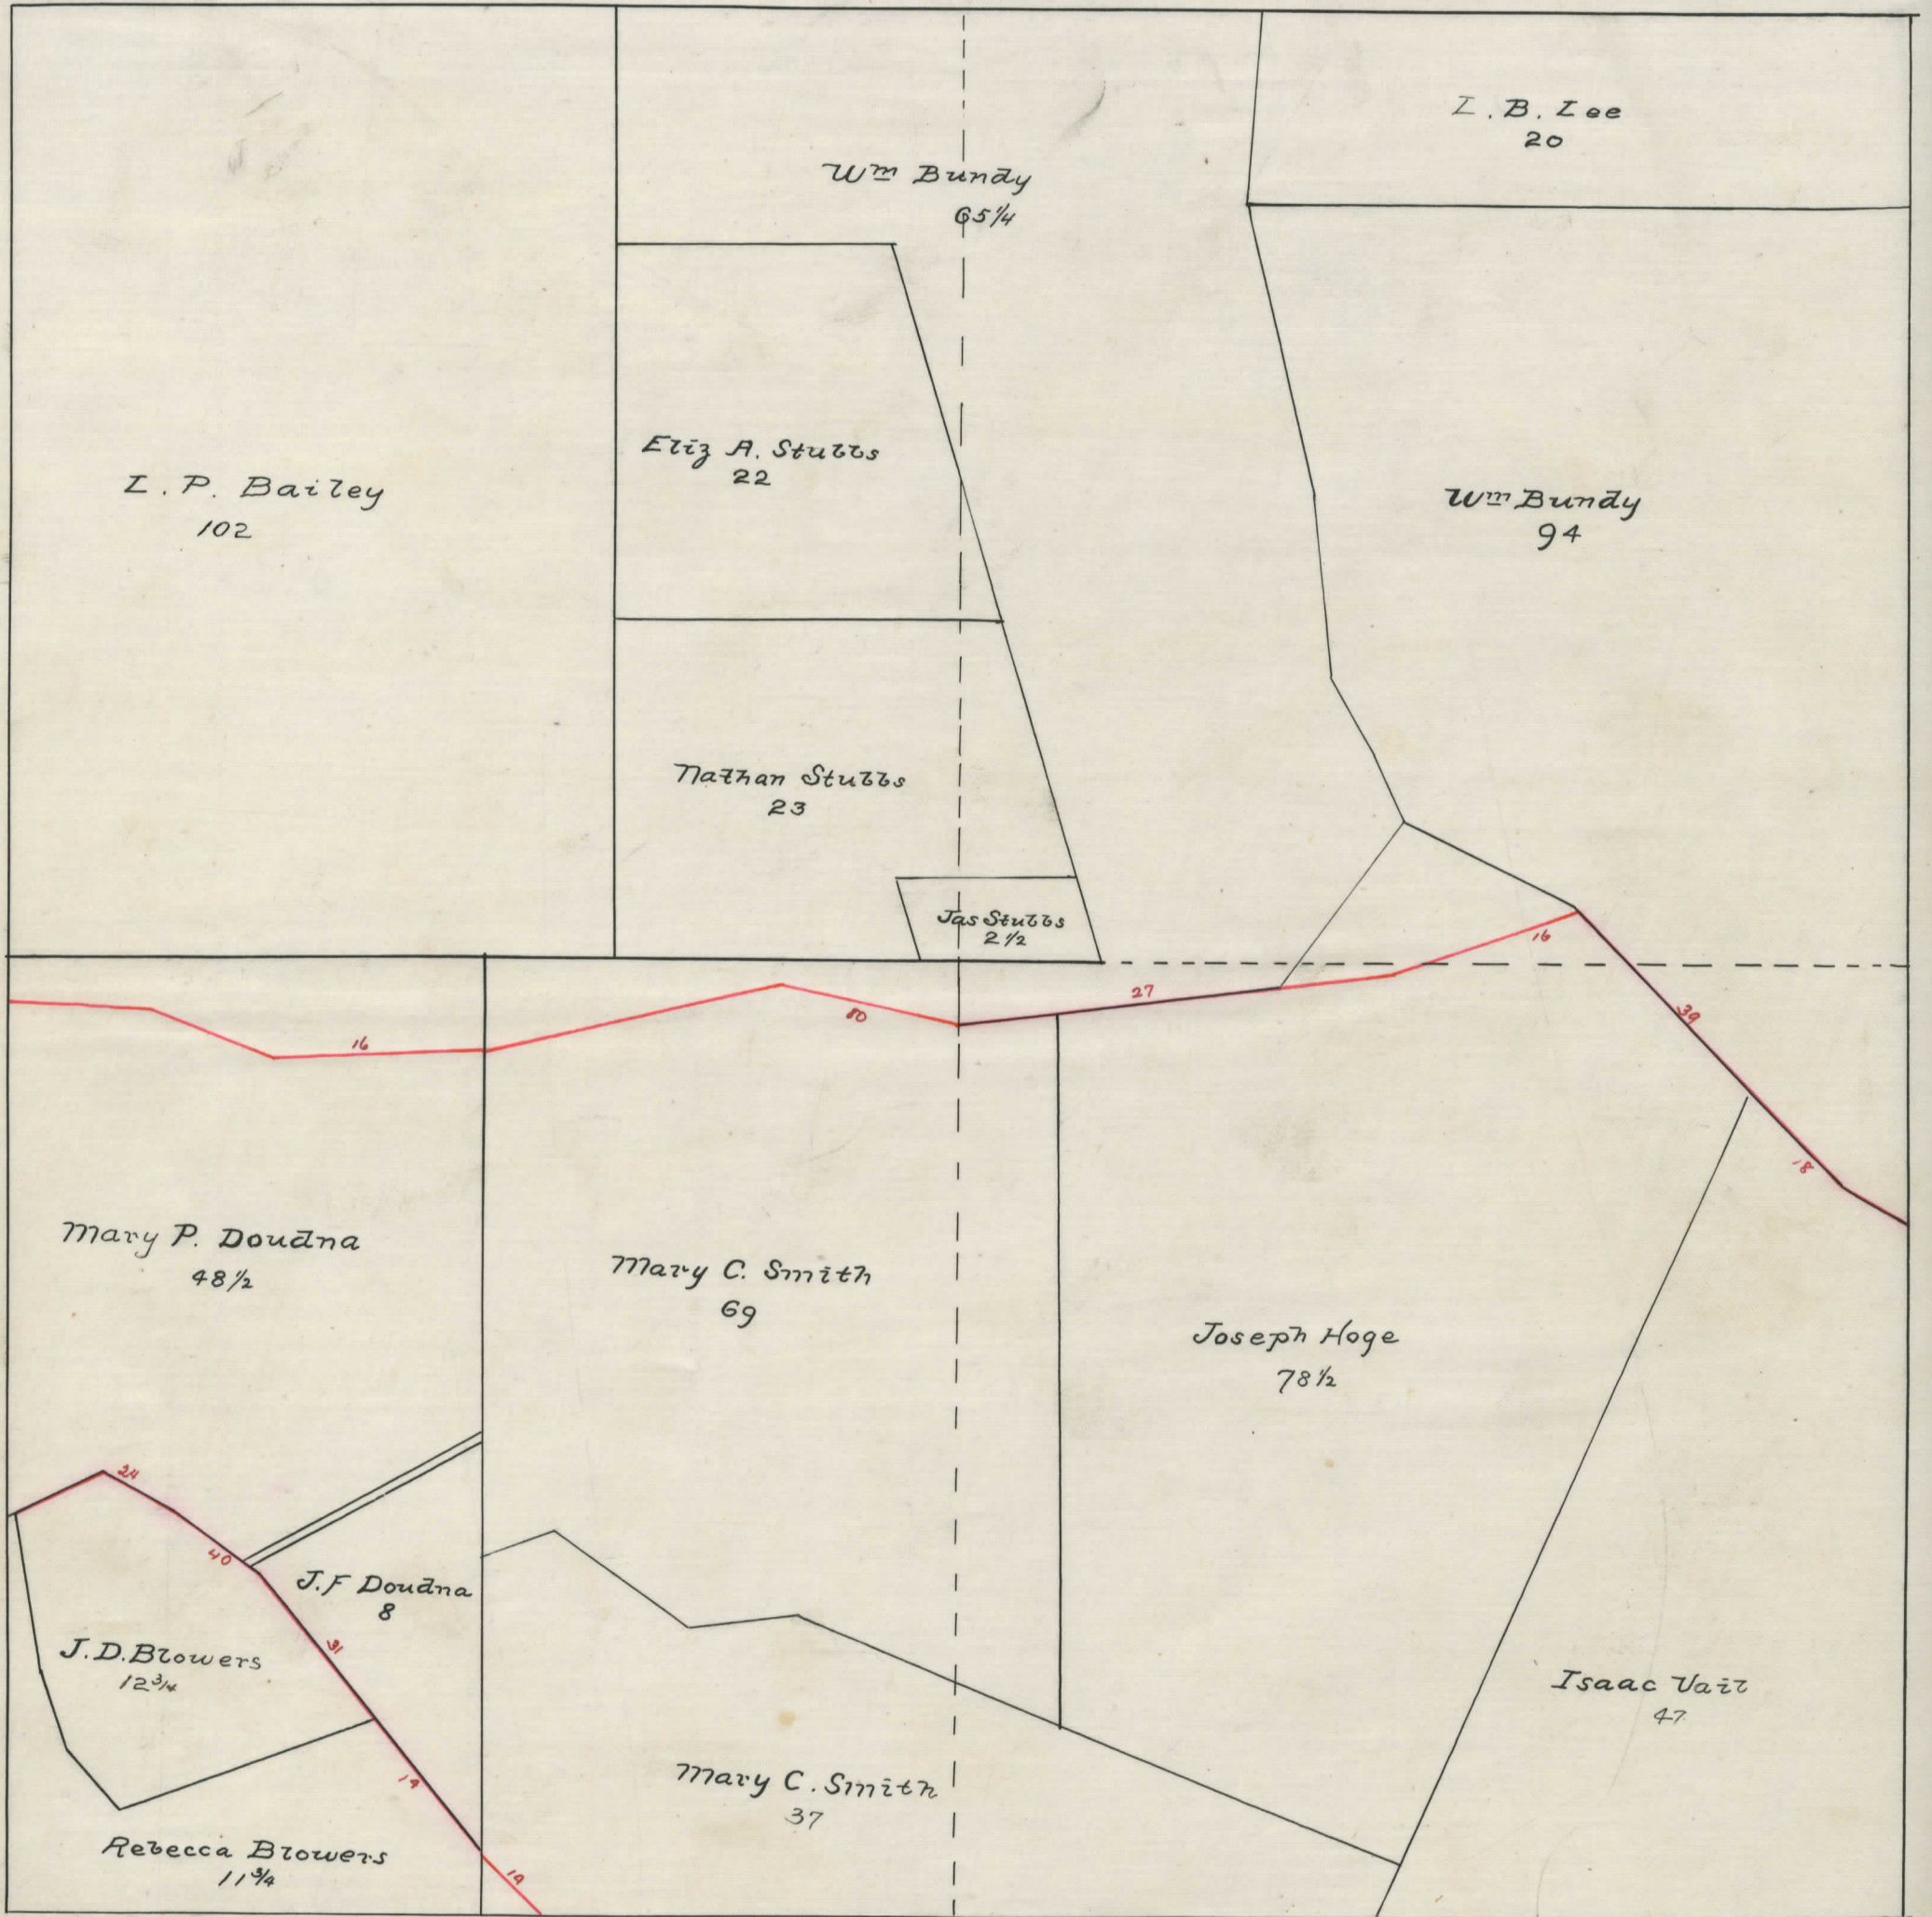 L. B. Lee
20
Wm Bundy
65 1/4
Eliz A. Stubbs
22
L. P. Bailey
102
Wm Bundy
94
Nathan Stubbs
23
Jas Stubbs
2 1/2
16
27
80
16
39
18
Mary P. Doudna
48 1/2
Mary C. Smith
69
Joseph Hoge
78 1/2
24
40
J.F Doudna
8
31
J.D. Blowers
12 3/4
Isaac Vail
47
14
Mary C. Smith
37
Rebecca Blowers
11 3/4
19